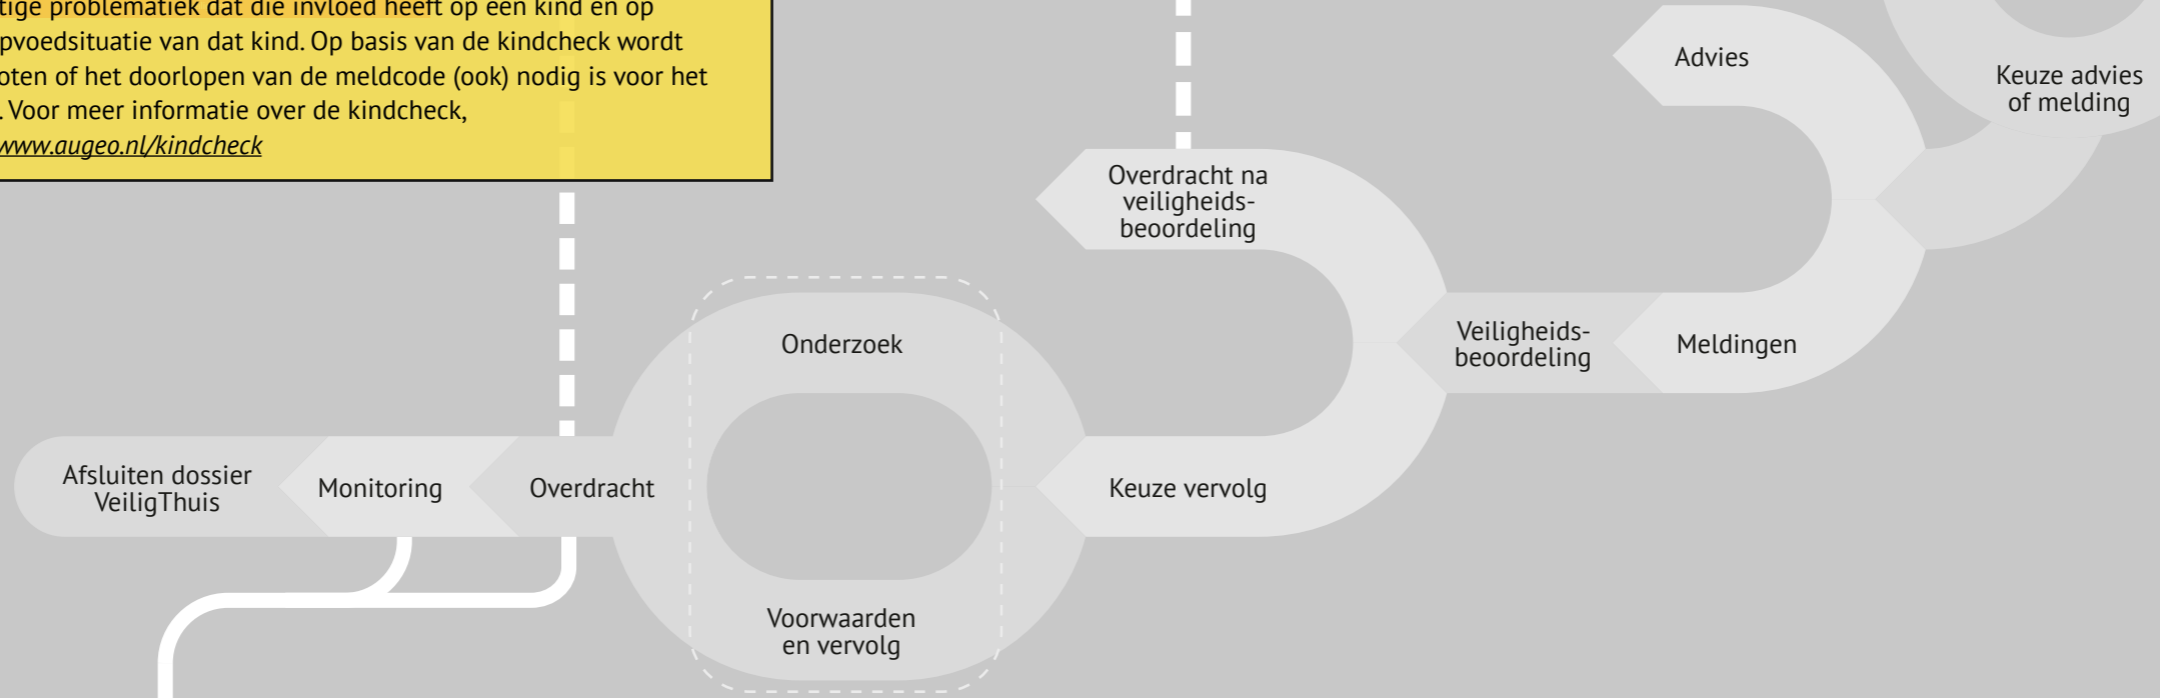 problematiek dat die invloed heeft op een kind en op
van dat kind. Op basis van de kindcheck wordt
of het doorlopen van de meldcode (ook) nodig is voor het
. Voor meer informatie over de kindcheck,
www.augeo.nl/kindcheck
Advies
Keuze advies
of melding
Overdracht na
veiligheids-
beoordeling
Onderzoek
Veiligheids-
beoordeling
Meldingen
Afsluiten dossier
VeiligThuis
Monitoring
Overdracht
Keuze vervolg
Voorwaarden
en vervolg